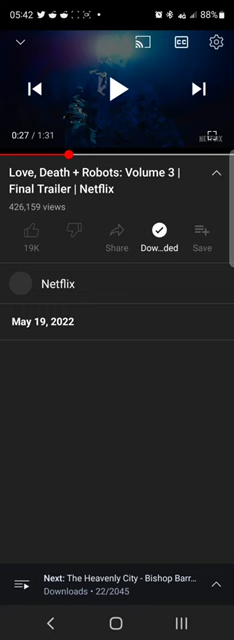 05:42
88%
CC
0:27 / 1:31
NETFLIX
Love, Death + Robots: Volume 3 |
Final Trailer | Netflix
426,159 views
19K
Share
Dow...ded
Save
Netflix
May 19, 2022
Next: The Heavenly City - Bishop Barr...
Downloads • 22/2045